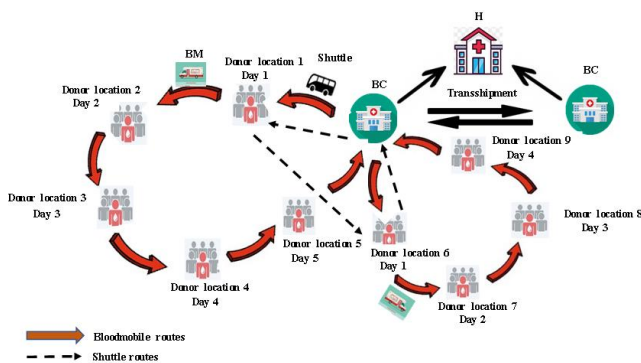 H
BM
Donor location 1
Day 1
Shuttle
BC
Transshipment
BC
Donor location 2
Day 2
Donor location 9
Day 4
Donor location 3
Day 3
Donor location 8
Day 3
Donor location 5
Day 5
Donor location 6
Day 1
Donor location 4
Day 4
Donor location 7
Day 2
Bloodmobile routes
Shuttle routes